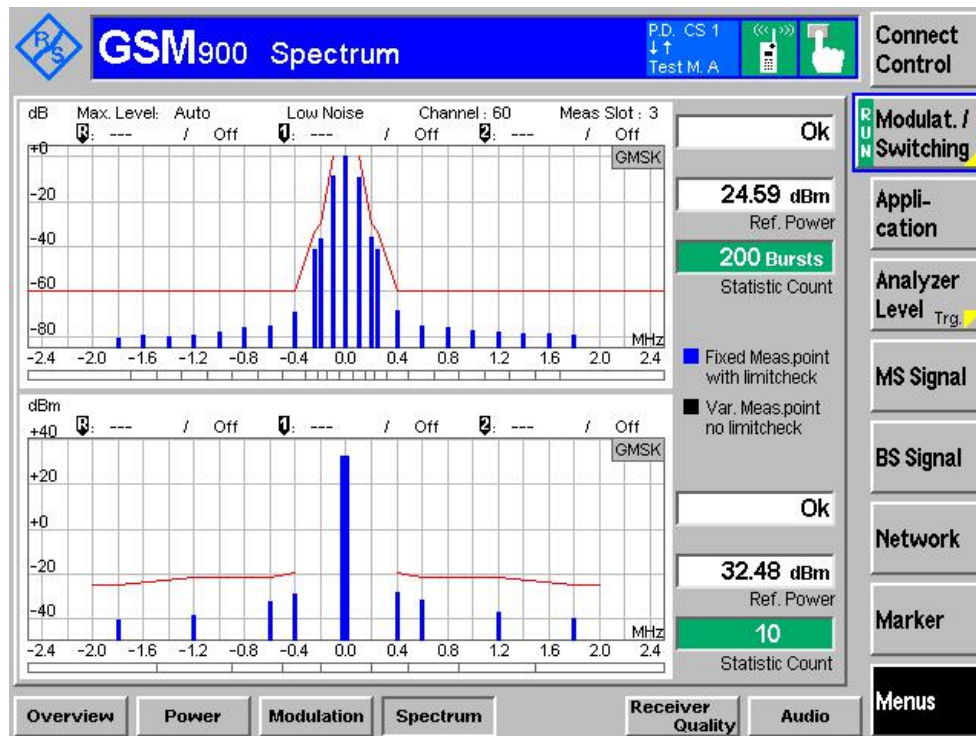 R/S
GSM900 Spectrum
P.D. CS 1
↓↑
Test M. A
Connect
Control
dB Max. Level: Auto Low Noise Channel : 60 Meas Slot : 3
R: --- / Off 1: --- / Off 2: --- / Off
GMSK
+0
-20
-40
-60
-80
MHz
-2.4 -2.0 -1.6 -1.2 -0.8 -0.4 0.0 0.4 0.8 1.2 1.6 2.0 2.4
Ok
24.59 dBm
Ref. Power
200 Bursts
Statistic Count
Fixed Meas.point
with limitcheck
Var. Meas.point
no limitcheck
dBm
R: --- / Off 1: --- / Off 2: --- / Off
GMSK
+40
+20
+0
-20
-40
MHz
-2.4 -2.0 -1.6 -1.2 -0.8 -0.4 0.0 0.4 0.8 1.2 1.6 2.0 2.4
Ok
32.48 dBm
Ref. Power
10
Statistic Count
RUN
Modulat. /
Switching
Appli-
cation
Analyzer
Level Trg.
MS Signal
BS Signal
Network
Marker
Menus
Overview Power Modulation Spectrum Receiver Quality Audio